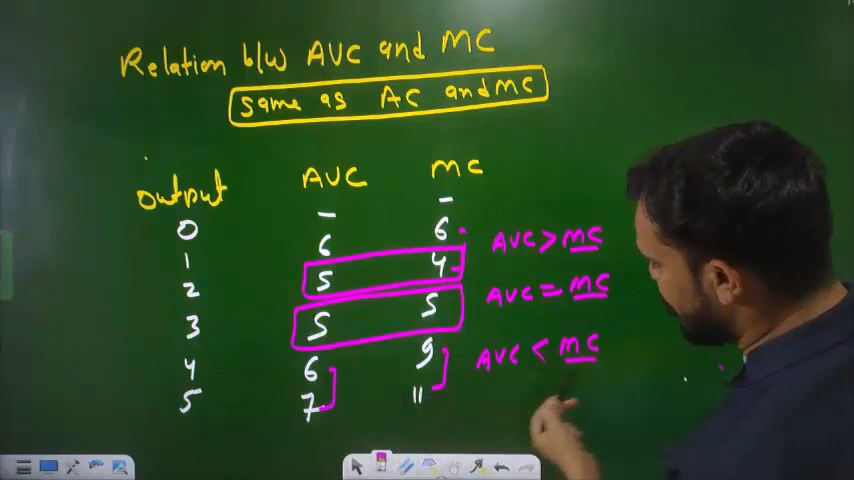 Relation b/w AVC and MC
same as AC and MC
output AVC MC
0 - -
1 6 6
2 5 4
3 5 5
4 6 9
5 7 11
AVC > MC
AVC = MC
AVC < MC